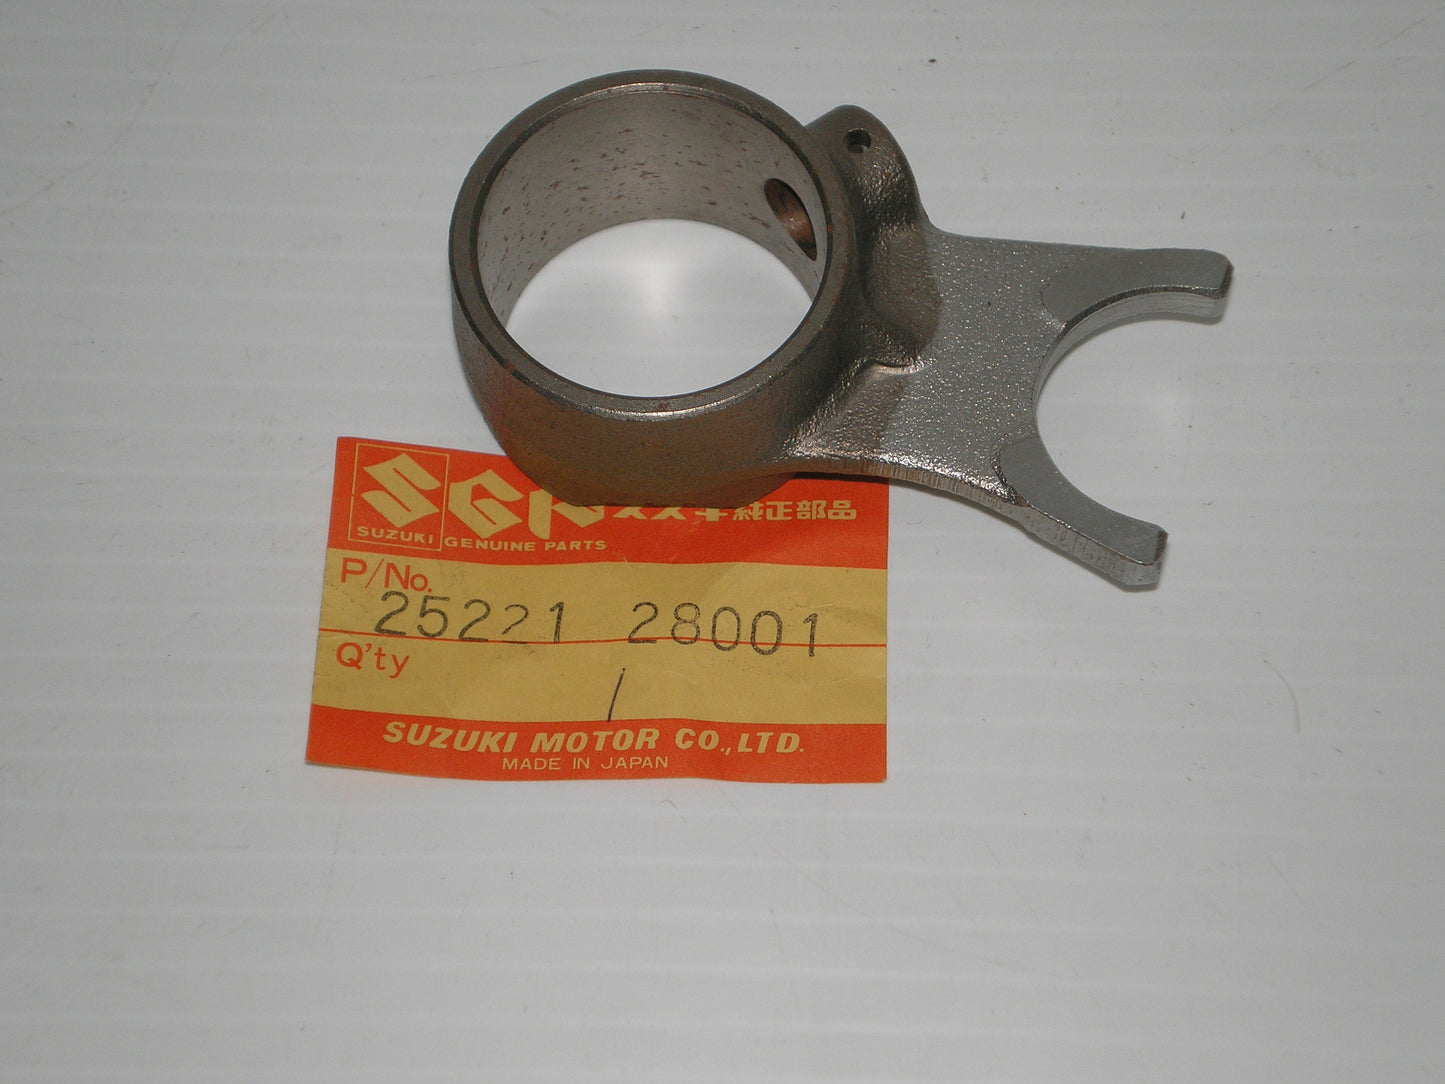 SGP スズキ純正部品
SUZUKI GENUINE PARTS
P/No.
25221 28001
Q'ty
1
SUZUKI MOTOR CO., LTD.
MADE IN JAPAN